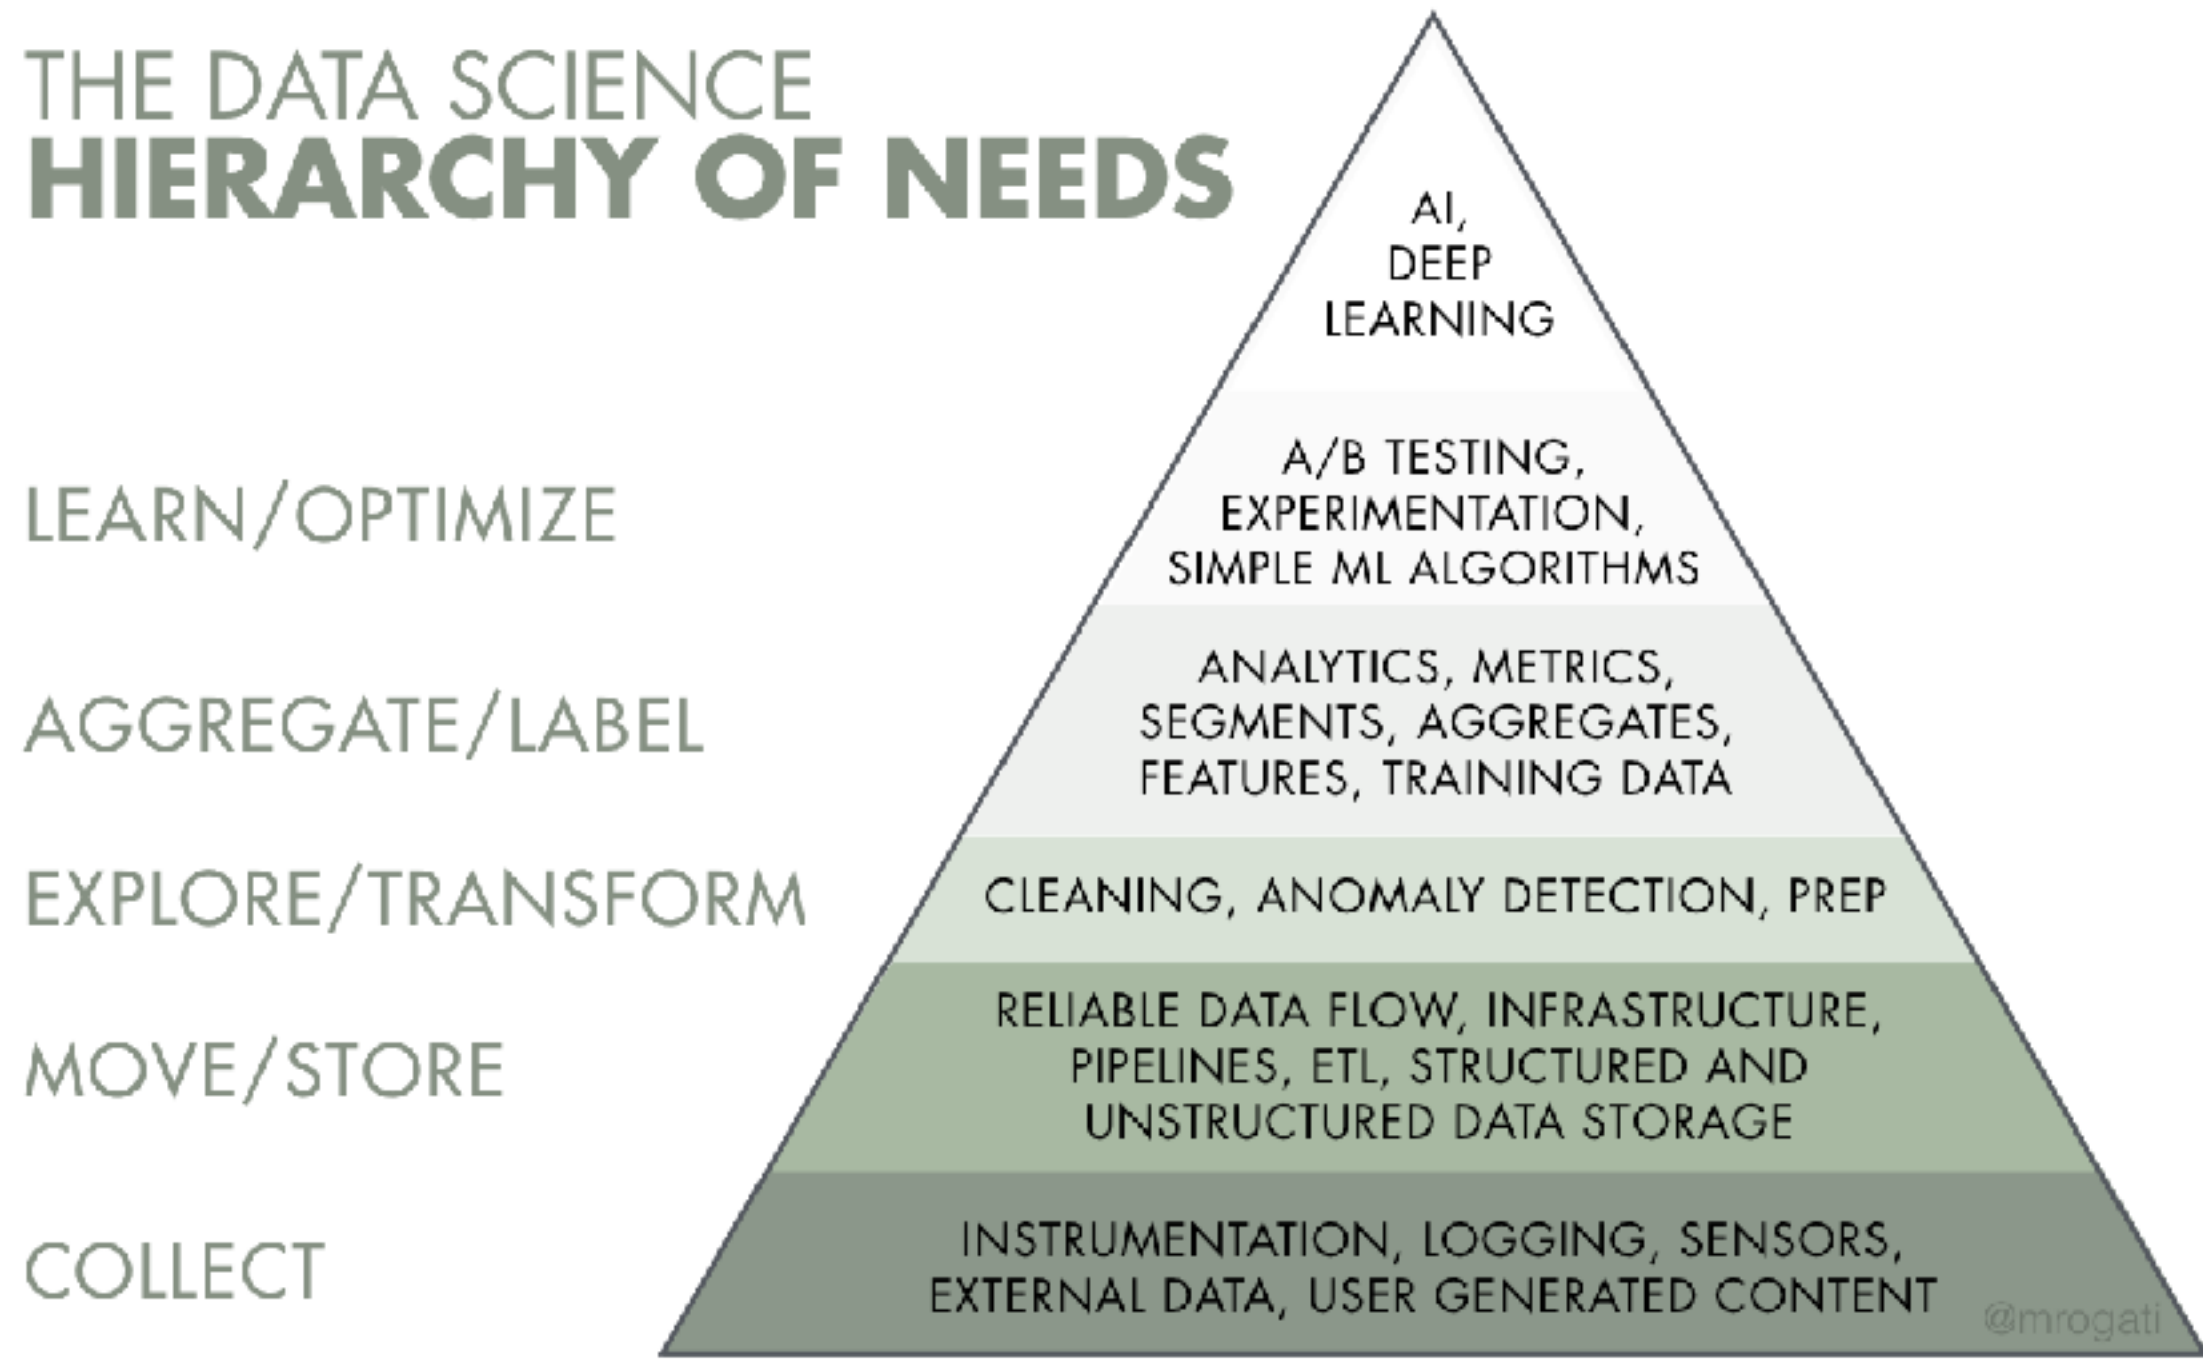 THE DATA SCIENCE
HIERARCHY OF NEEDS
AI,
DEEP
LEARNING
LEARN/OPTIMIZE
A/B TESTING,
EXPERIMENTATION,
SIMPLE ML ALGORITHMS
AGGREGATE/LABEL
ANALYTICS, METRICS,
SEGMENTS, AGGREGATES,
FEATURES, TRAINING DATA
EXPLORE/TRANSFORM
CLEANING, ANOMALY DETECTION, PREP
MOVE/STORE
RELIABLE DATA FLOW, INFRASTRUCTURE,
PIPELINES, ETL, STRUCTURED AND
UNSTRUCTURED DATA STORAGE
COLLECT
INSTRUMENTATION, LOGGING, SENSORS,
EXTERNAL DATA, USER GENERATED CONTENT
@mrogati